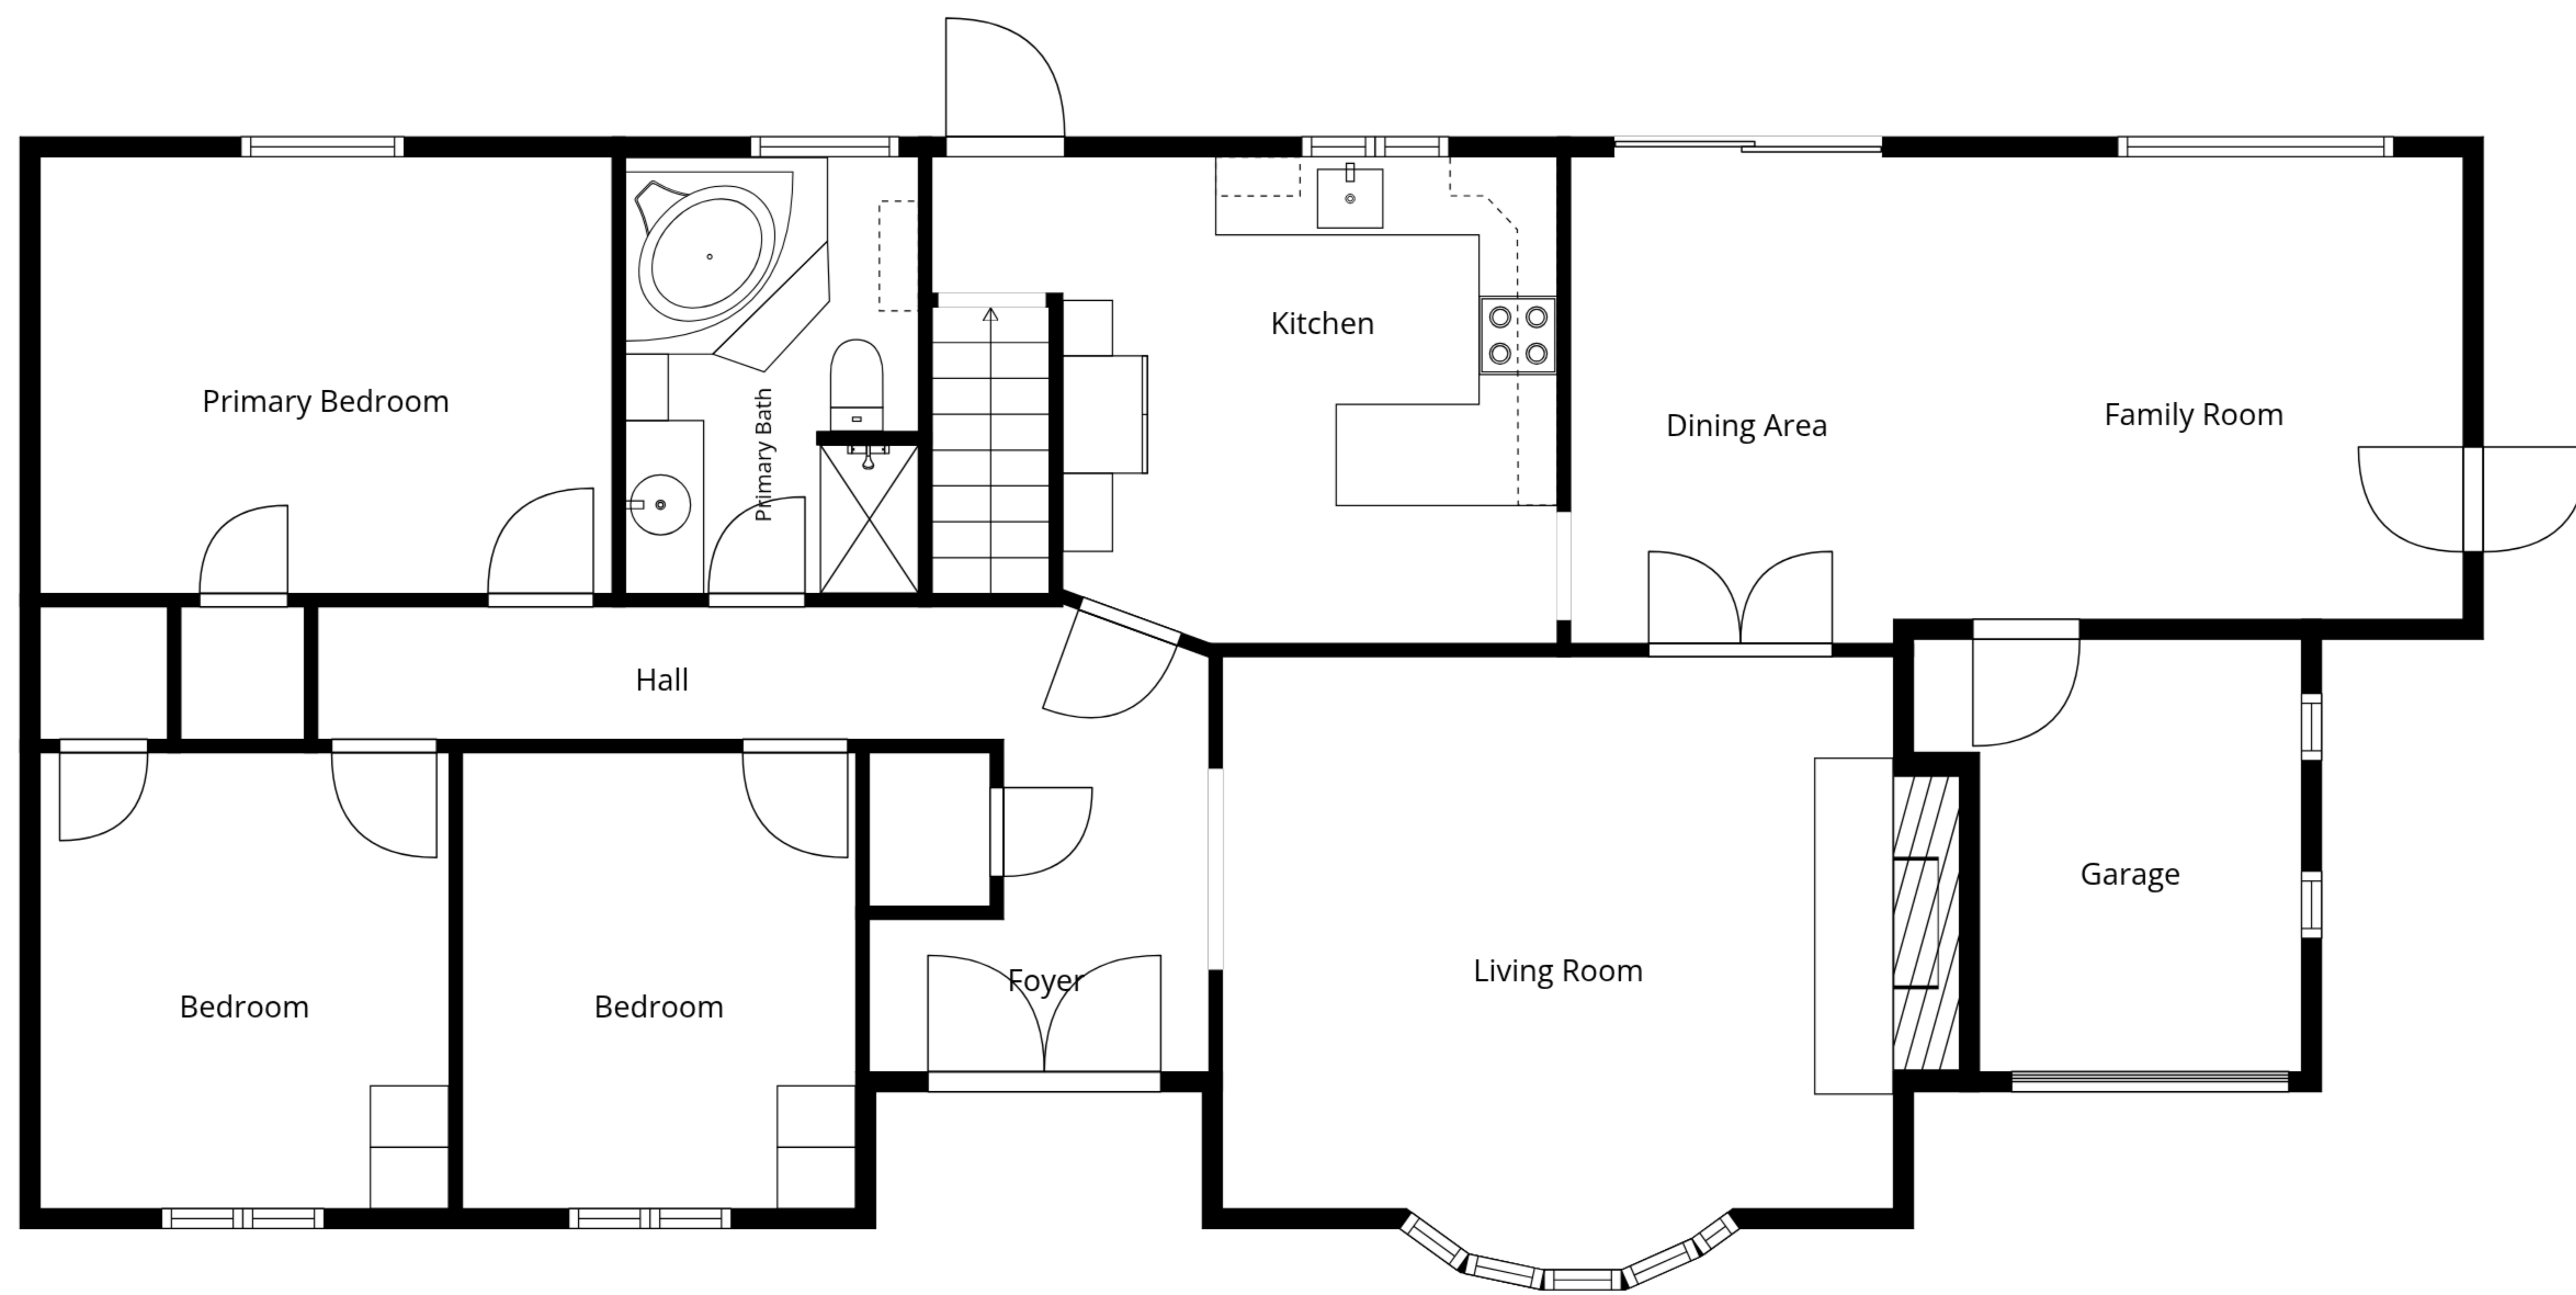 Primary Bedroom
Primary Bath
Kitchen
Dining Area
Family Room
Hall
Bedroom
Bedroom
Foyer
Living Room
Garage